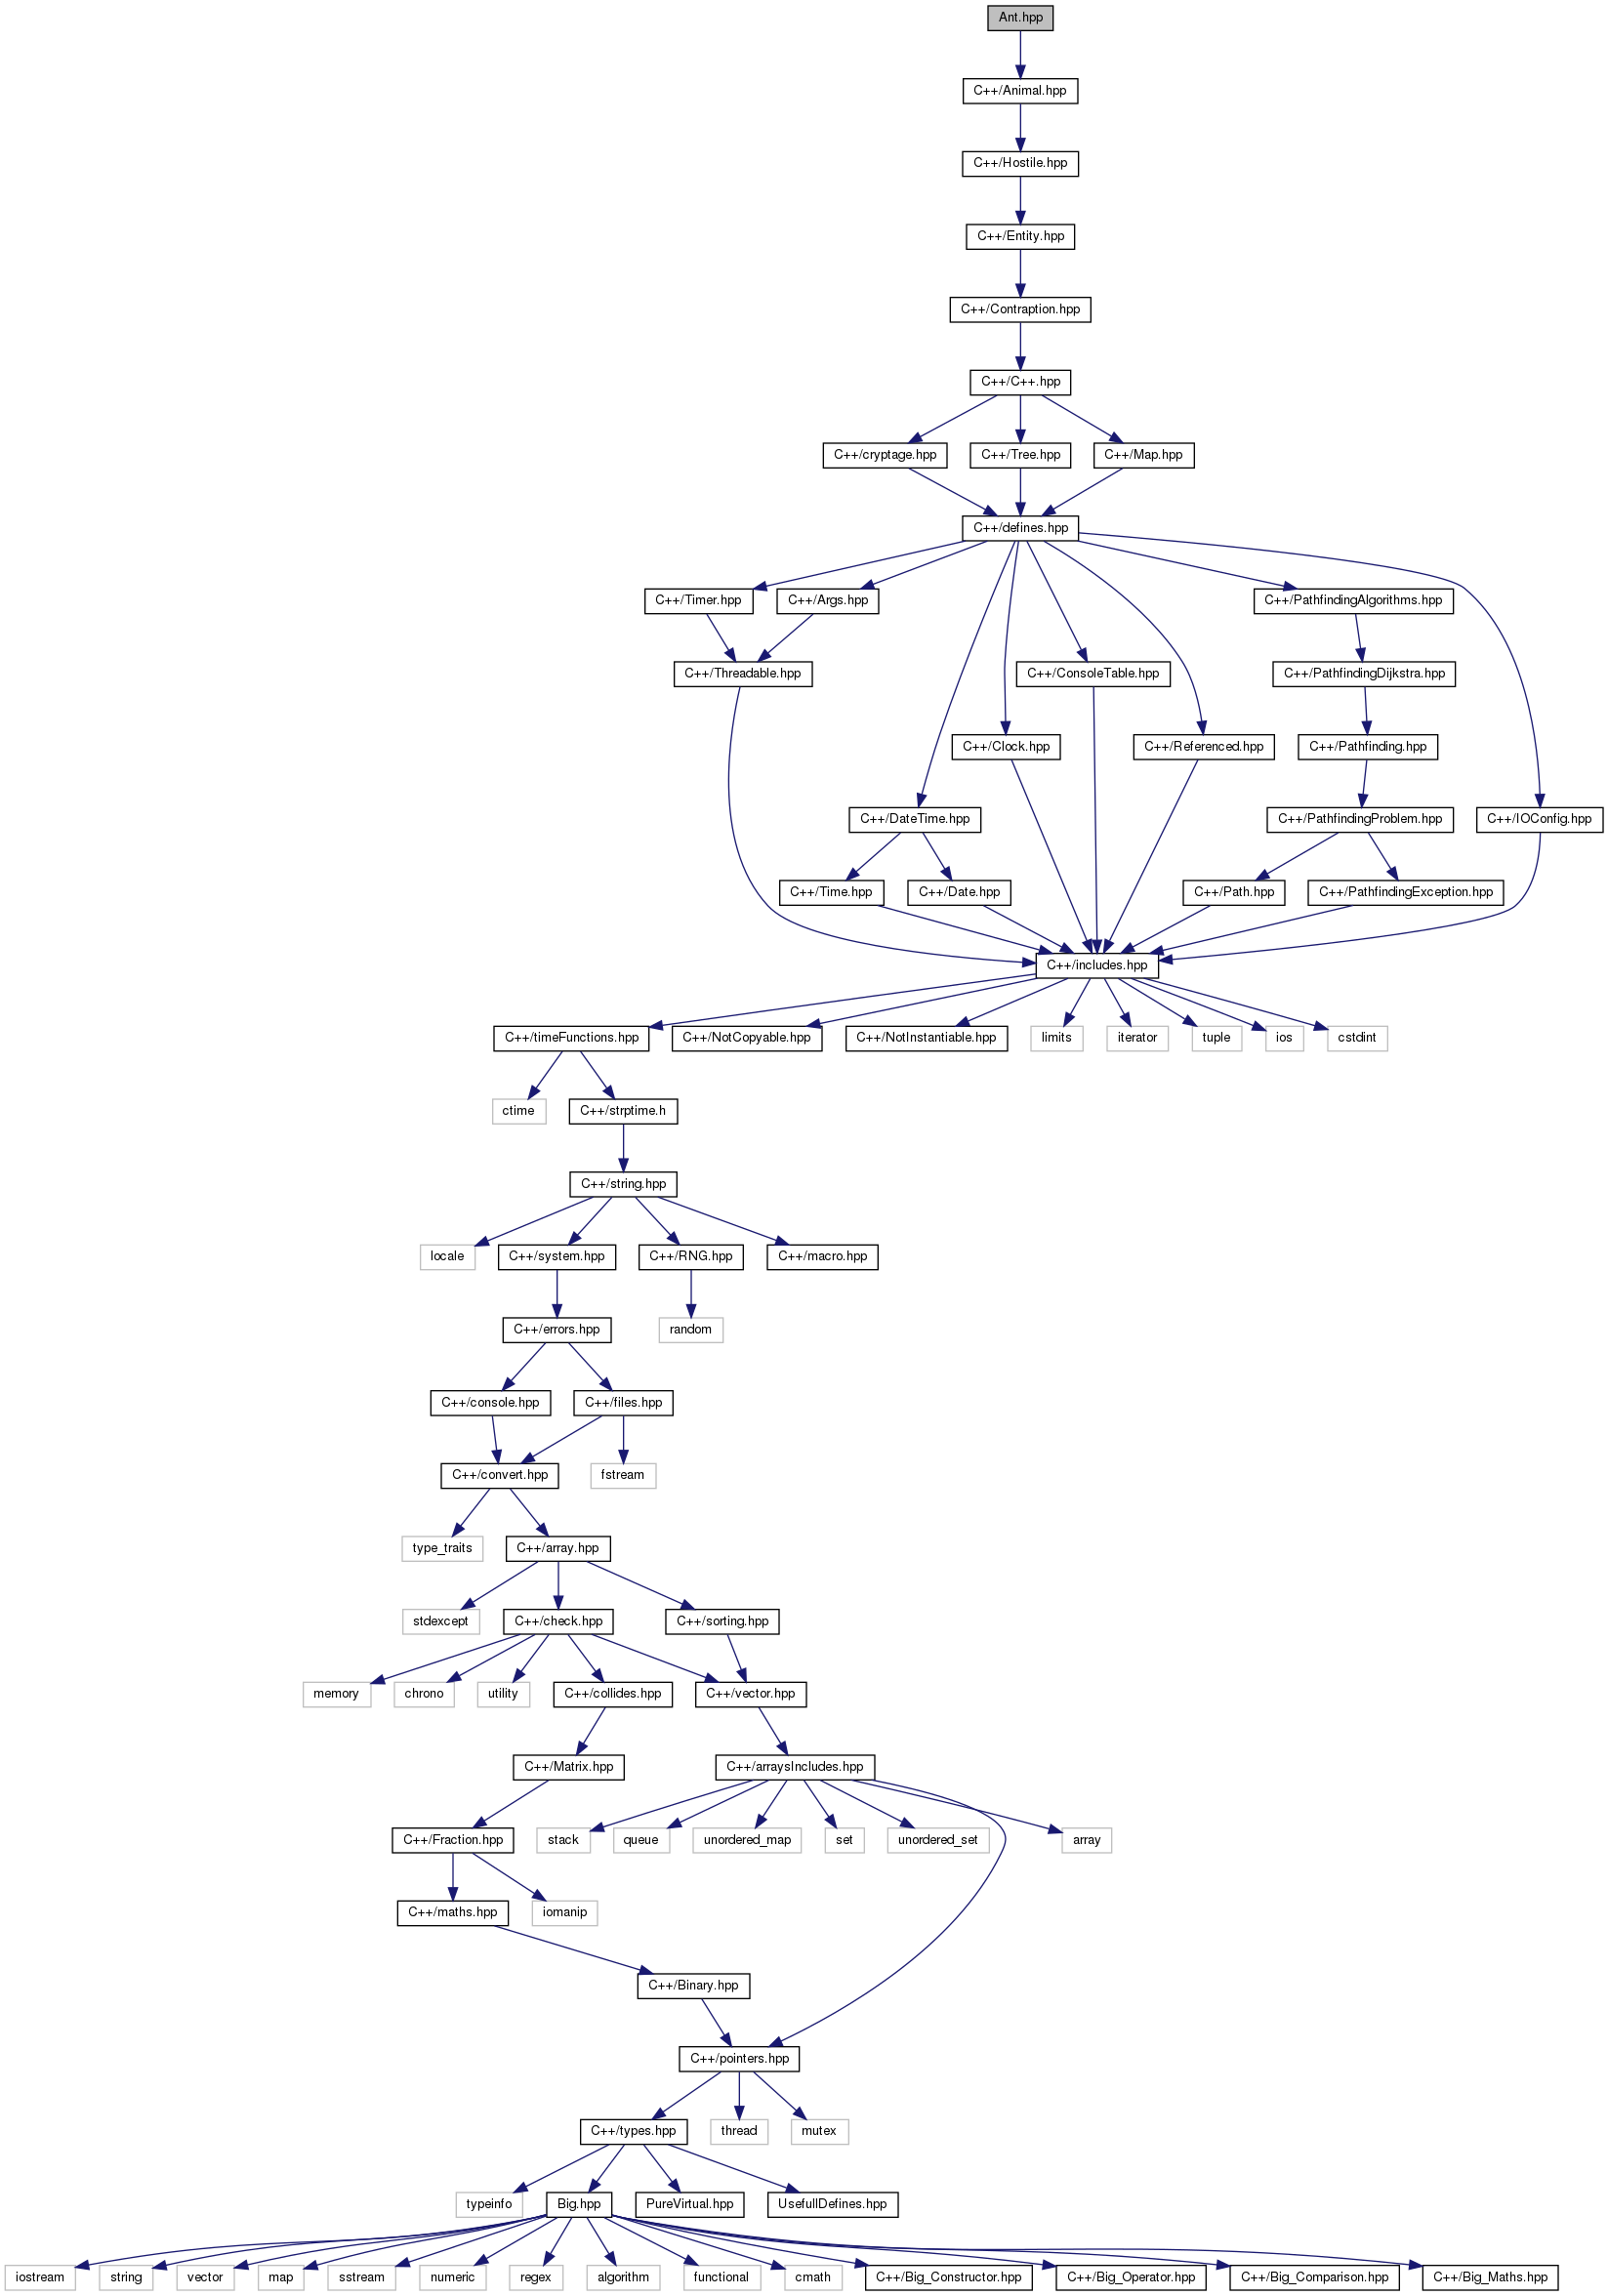 Ant.hpp
C++/Animal.hpp
C++/Hostile.hpp
C++/Entity.hpp
C++/Contraption.hpp
C++/C++.hpp
C++/cryptage.hpp
C++/Tree.hpp
C++/Map.hpp
C++/defines.hpp
C++/Timer.hpp
C++/Args.hpp
C++/PathfindingAlgorithms.hpp
C++/Threadable.hpp
C++/ConsoleTable.hpp
C++/PathfindingDijkstra.hpp
C++/Clock.hpp
C++/Referenced.hpp
C++/Pathfinding.hpp
C++/DateTime.hpp
C++/PathfindingProblem.hpp
C++/IOConfig.hpp
C++/Time.hpp
C++/Date.hpp
C++/Path.hpp
C++/PathfindingException.hpp
C++/includes.hpp
C++/timeFunctions.hpp
C++/NotCopyable.hpp
C++/NotInstantiable.hpp
limits
iterator
tuple
ios
cstdint
ctime
C++/strptime.h
C++/string.hpp
locale
C++/system.hpp
C++/RNG.hpp
C++/macro.hpp
C++/errors.hpp
random
C++/console.hpp
C++/files.hpp
C++/convert.hpp
fstream
type_traits
C++/array.hpp
stdexcept
C++/check.hpp
C++/sorting.hpp
memory
chrono
utility
C++/collides.hpp
C++/vector.hpp
C++/Matrix.hpp
C++/arraysIncludes.hpp
C++/Fraction.hpp
stack
queue
unordered_map
set
unordered_set
array
C++/maths.hpp
iomanip
C++/Binary.hpp
C++/pointers.hpp
C++/types.hpp
thread
mutex
typeinfo
Big.hpp
PureVirtual.hpp
UsefullDefines.hpp
iostream
string
vector
map
sstream
numeric
regex
algorithm
functional
cmath
C++/Big_Constructor.hpp
C++/Big_Operator.hpp
C++/Big_Comparison.hpp
C++/Big_Maths.hpp